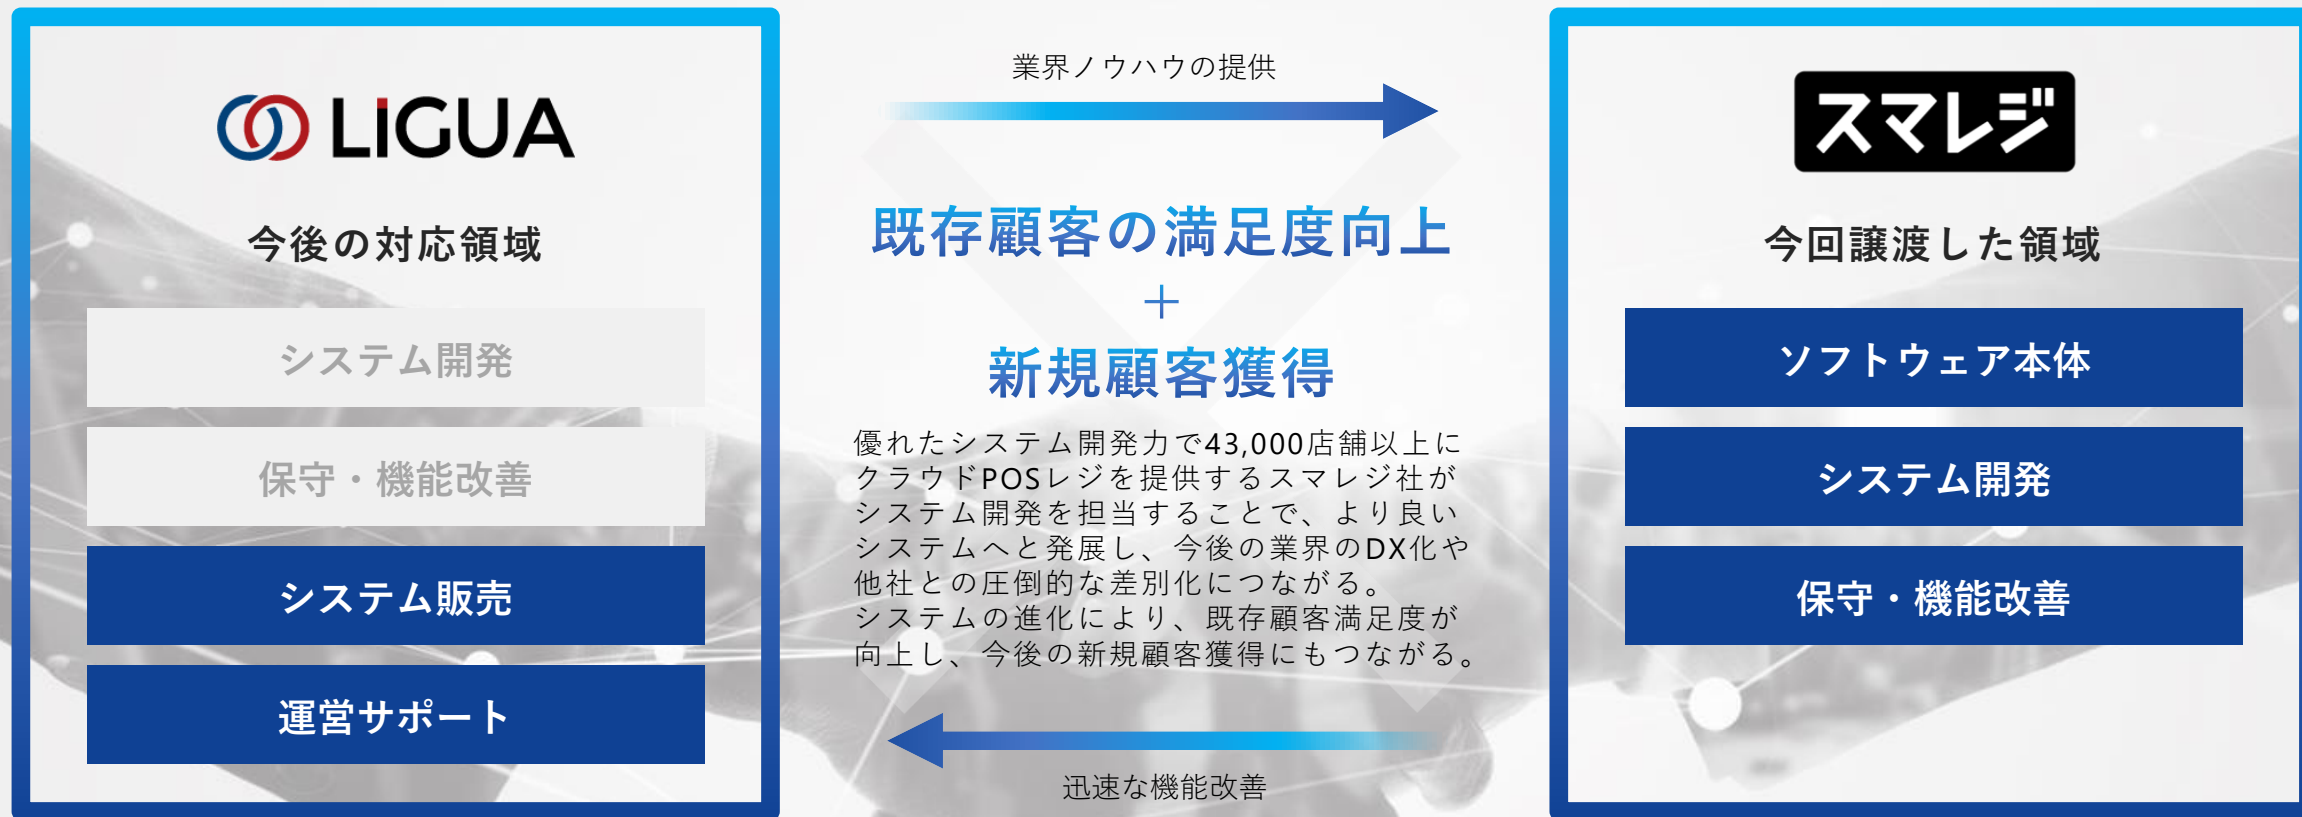 LIGUA
今後の対応領域
システム開発
保守・機能改善
システム販売
運営サポート
業界ノウハウの提供
既存顧客の満足度向上
+
新規顧客獲得
優れたシステム開発力で43,000店舗以上に
クラウドPOSレジを提供するスマレジ社が
システム開発を担当することで、より良い
システムへと発展し、今後の業界のDX化や
他社との圧倒的な差別化につながる。
システムの進化により、既存顧客満足度が
向上し、今後の新規顧客獲得にもつながる。
迅速な機能改善
スマレジ
今回譲渡した領域
ソフトウェア本体
システム開発
保守・機能改善